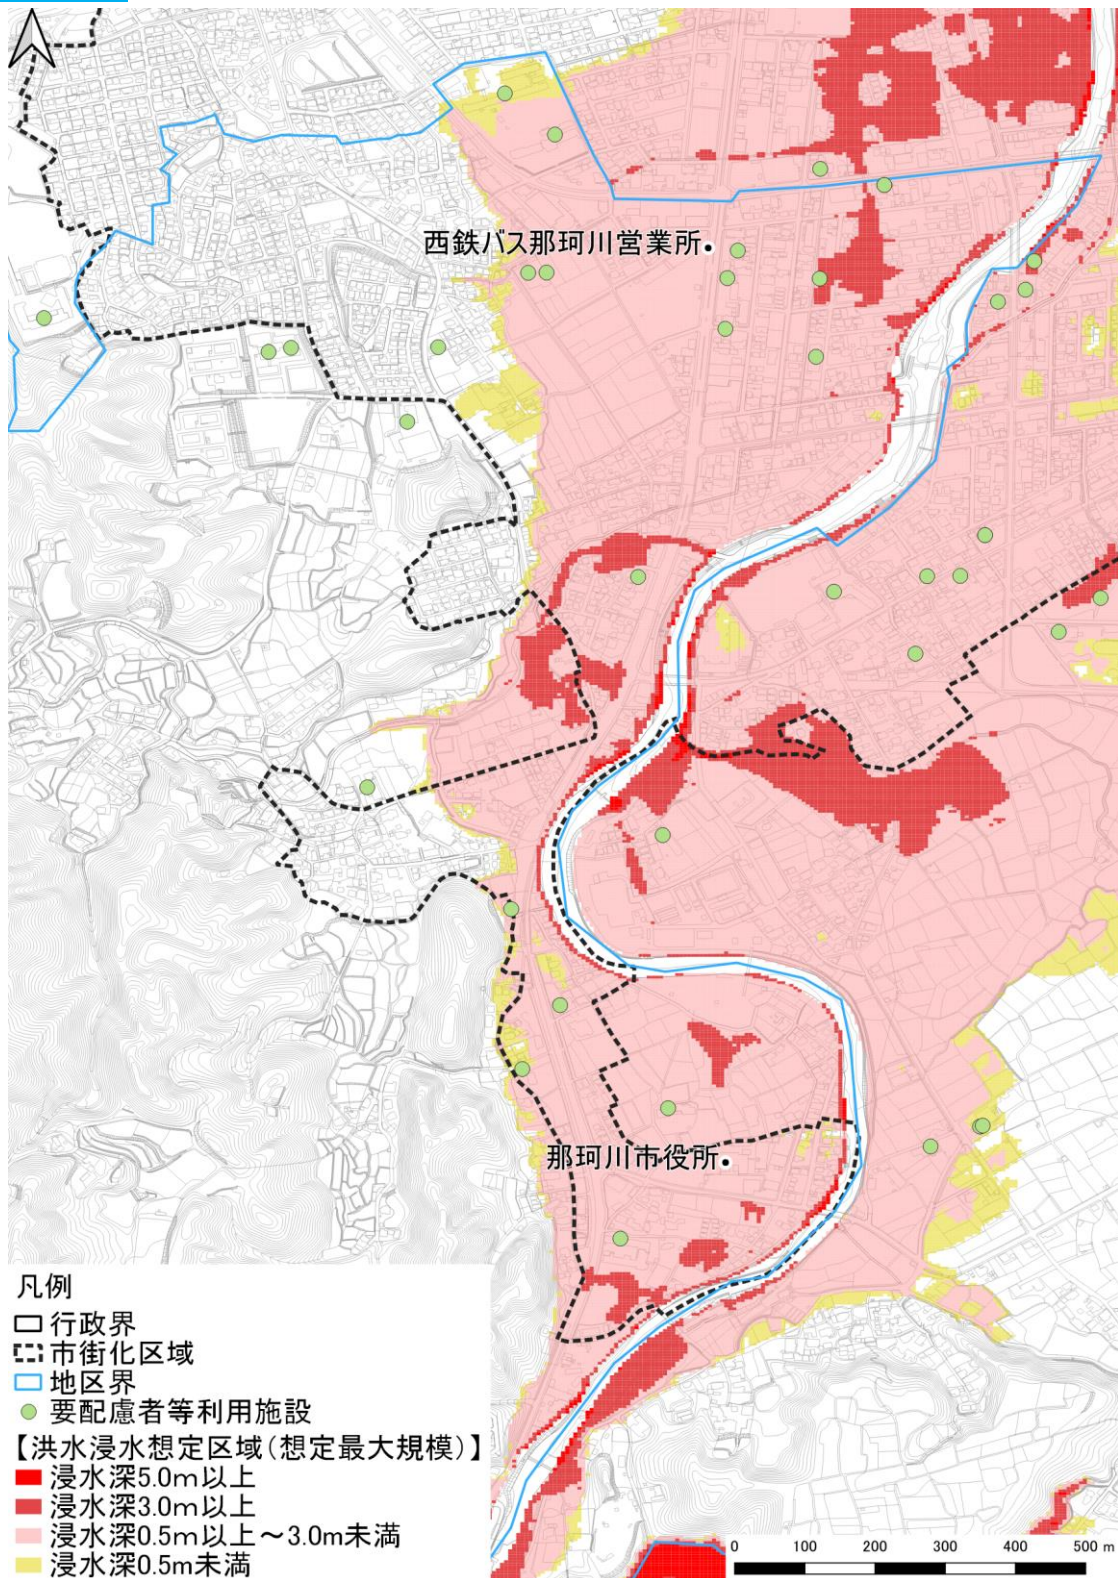 西鉄バス那珂川営業所
那珂川市役所
凡例
行政界
市街化区域
地区界
要配慮者等利用施設
【洪水浸水想定区域(想定最大規模)】
浸水深5.0m以上
浸水深3.0m以上
浸水深0.5m以上～3.0m未満
浸水深0.5m未満
0 100 200 300 400 500 m